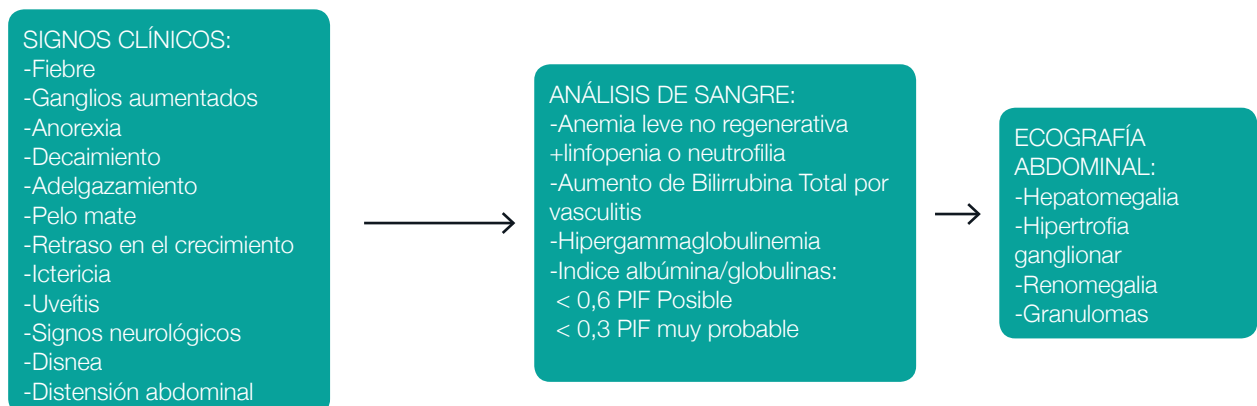 SIGNOS CLÍNICOS:
-Fiebre
-Ganglios aumentados
-Anorexia
-Decaimiento
-Adelgazamiento
-Pelo mate
-Retraso en el crecimiento
-Ictericia
-Uveítis
-Signos neurológicos
-Disnea
-Distensión abdominal
ANÁLISIS DE SANGRE:
-Anemia leve no regenerativa
+linfopenia o neutrofilia
-Aumento de Bilirrubina Total por
vasculitis
-Hipergammaglobulinemia
-Indice albúmina/globulinas:
< 0,6 PIF Posible
< 0,3 PIF muy probable
ECOGRAFÍA
ABDOMINAL:
-Hepatomegalia
-Hipertrofia
ganglionar
-Renomegalia
-Granulomas